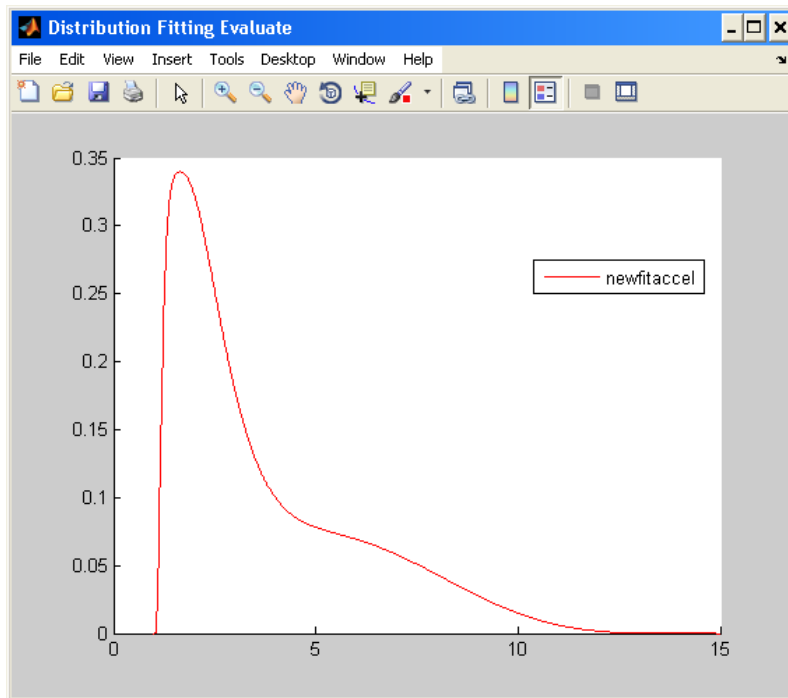 Distribution Fitting Evaluate
File Edit View Insert Tools Desktop Window Help
0.35
0.3
newfitaccel
0.25
0.2
0.15
0.1
0.05
0
0 5 10 15